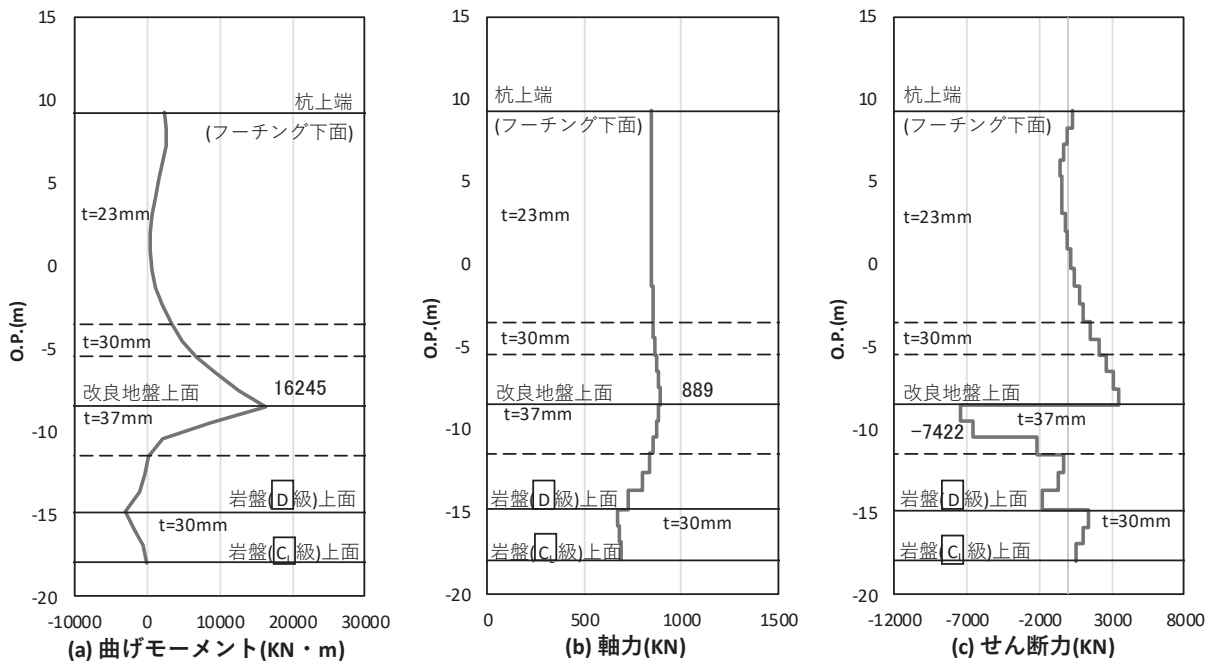 15
10
5
0
-5
-10
-15
-20
O.P.(m)
杭上端
(フーチング下面)
t=23mm
t=30mm
16245
改良地盤上面
t=37mm
岩盤(D級)上面
t=30mm
岩盤(CL級)上面
-10000
0
10000
20000
30000
(a) 曲げモーメント(KN・m)
15
10
5
0
-5
-10
-15
-20
O.P.(m)
杭上端
(フーチング下面)
t=23mm
t=30mm
889
改良地盤上面
t=37mm
岩盤(D級)上面
t=30mm
岩盤(CL級)上面
0
500
1000
1500
(b) 軸力(KN)
15
10
5
0
-5
-10
-15
-20
O.P.(m)
杭上端
(フーチング下面)
t=23mm
t=30mm
改良地盤上面
t=37mm
−7422
岩盤(D級)上面
t=30mm
岩盤(CL級)上面
-12000
-7000
-2000
3000
8000
(c) せん断力(KN)